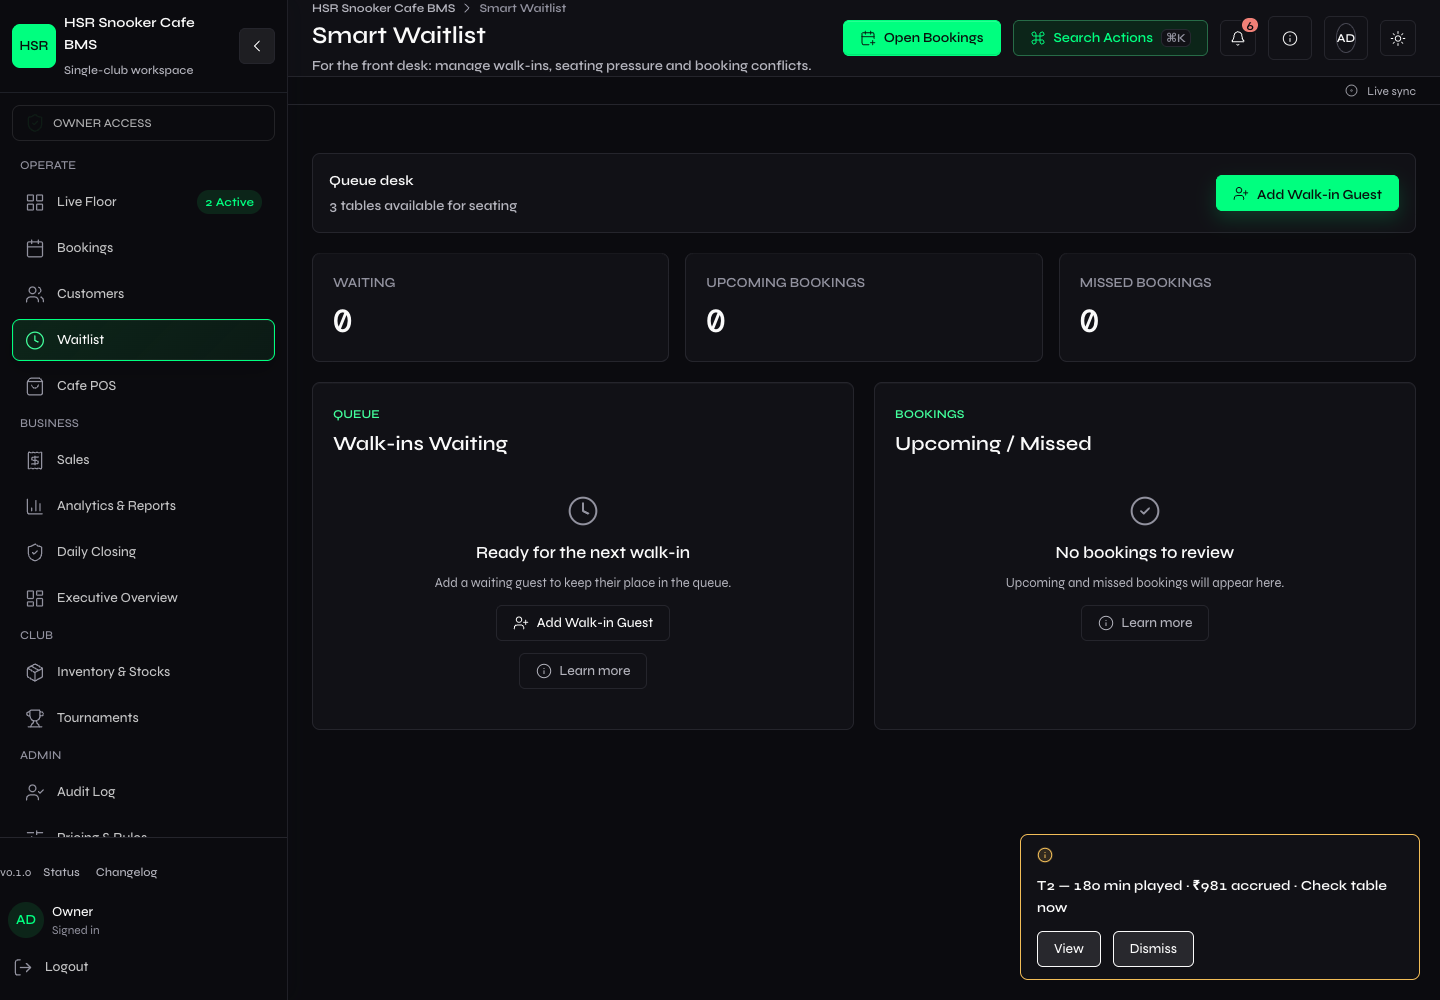 HSR
HSR Snooker Cafe BMS
Single-club workspace
OWNER ACCESS
OPERATE
Live Floor
2 Active
Bookings
Customers
Waitlist
Cafe POS
BUSINESS
Sales
Analytics & Reports
Daily Closing
Executive Overview
CLUB
Inventory & Stocks
Tournaments
ADMIN
Audit Log
Pricing & Rules
v0.1.0 Status Changelog
AD
Owner
Signed in
Logout
HSR Snooker Cafe BMS > Smart Waitlist
Smart Waitlist
For the front desk: manage walk-ins, seating pressure and booking conflicts.
Open Bookings
Search Actions ⌘K
6
AD
Live sync
Queue desk
3 tables available for seating
Add Walk-in Guest
WAITING
0
UPCOMING BOOKINGS
0
MISSED BOOKINGS
0
QUEUE
Walk-ins Waiting
Ready for the next walk-in
Add a waiting guest to keep their place in the queue.
Add Walk-in Guest
Learn more
BOOKINGS
Upcoming / Missed
No bookings to review
Upcoming and missed bookings will appear here.
Learn more
T2 — 180 min played · ₹981 accrued · Check table
now
View
Dismiss